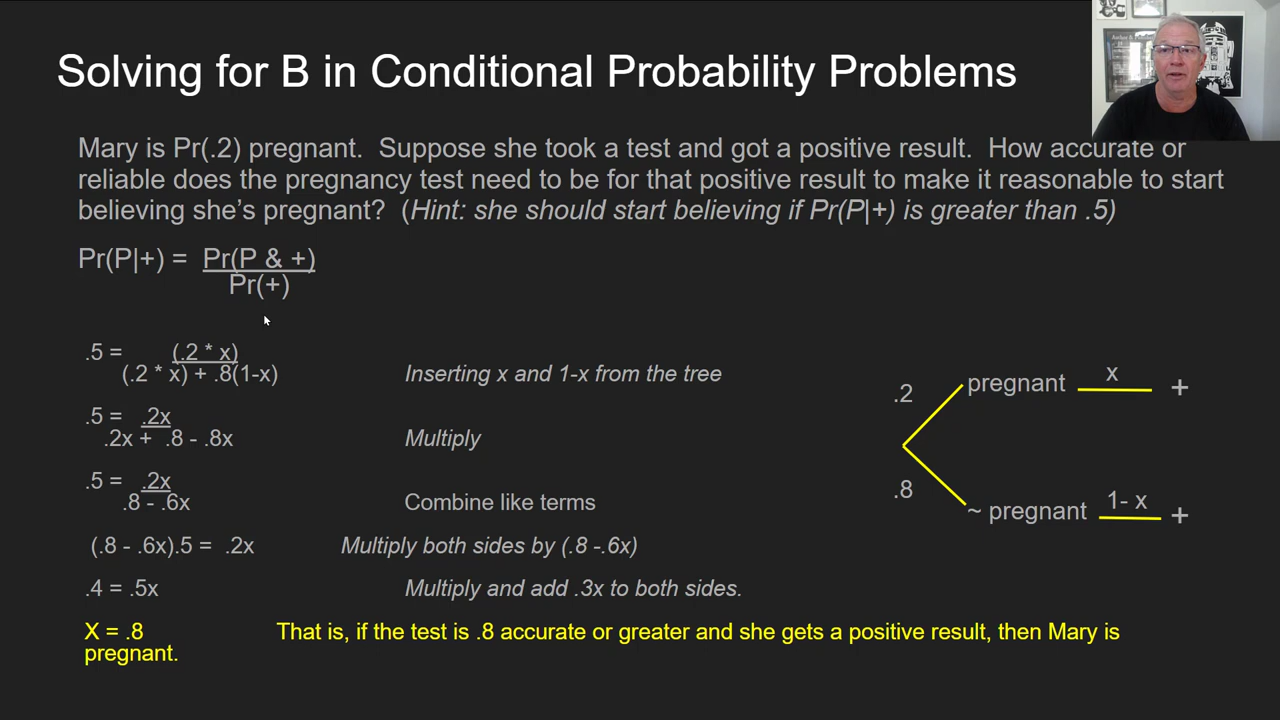 Solving for B in Conditional Probability Problems
Mary is Pr(.2) pregnant. Suppose she took a test and got a positive result. How accurate or
reliable does the pregnancy test need to be for that positive result to make it reasonable to start
believing she's pregnant? (Hint: she should start believing if Pr(P|+) is greater than .5)
Pr(P|+) = Pr(P & +)
Pr(+)
.5 = (.2 * x)
(.2 * x) + .8(1-x) Inserting x and 1-x from the tree
.5 = .2x
.2x + .8 - .8x Multiply
.5 = .2x
.8 - .6x Combine like terms
(.8 - .6x).5 = .2x Multiply both sides by (.8 -.6x)
.4 = .5x Multiply and add .3x to both sides.
X = .8 That is, if the test is .8 accurate or greater and she gets a positive result, then Mary is
pregnant.
.2 pregnant x +
.8 ~ pregnant 1- x +